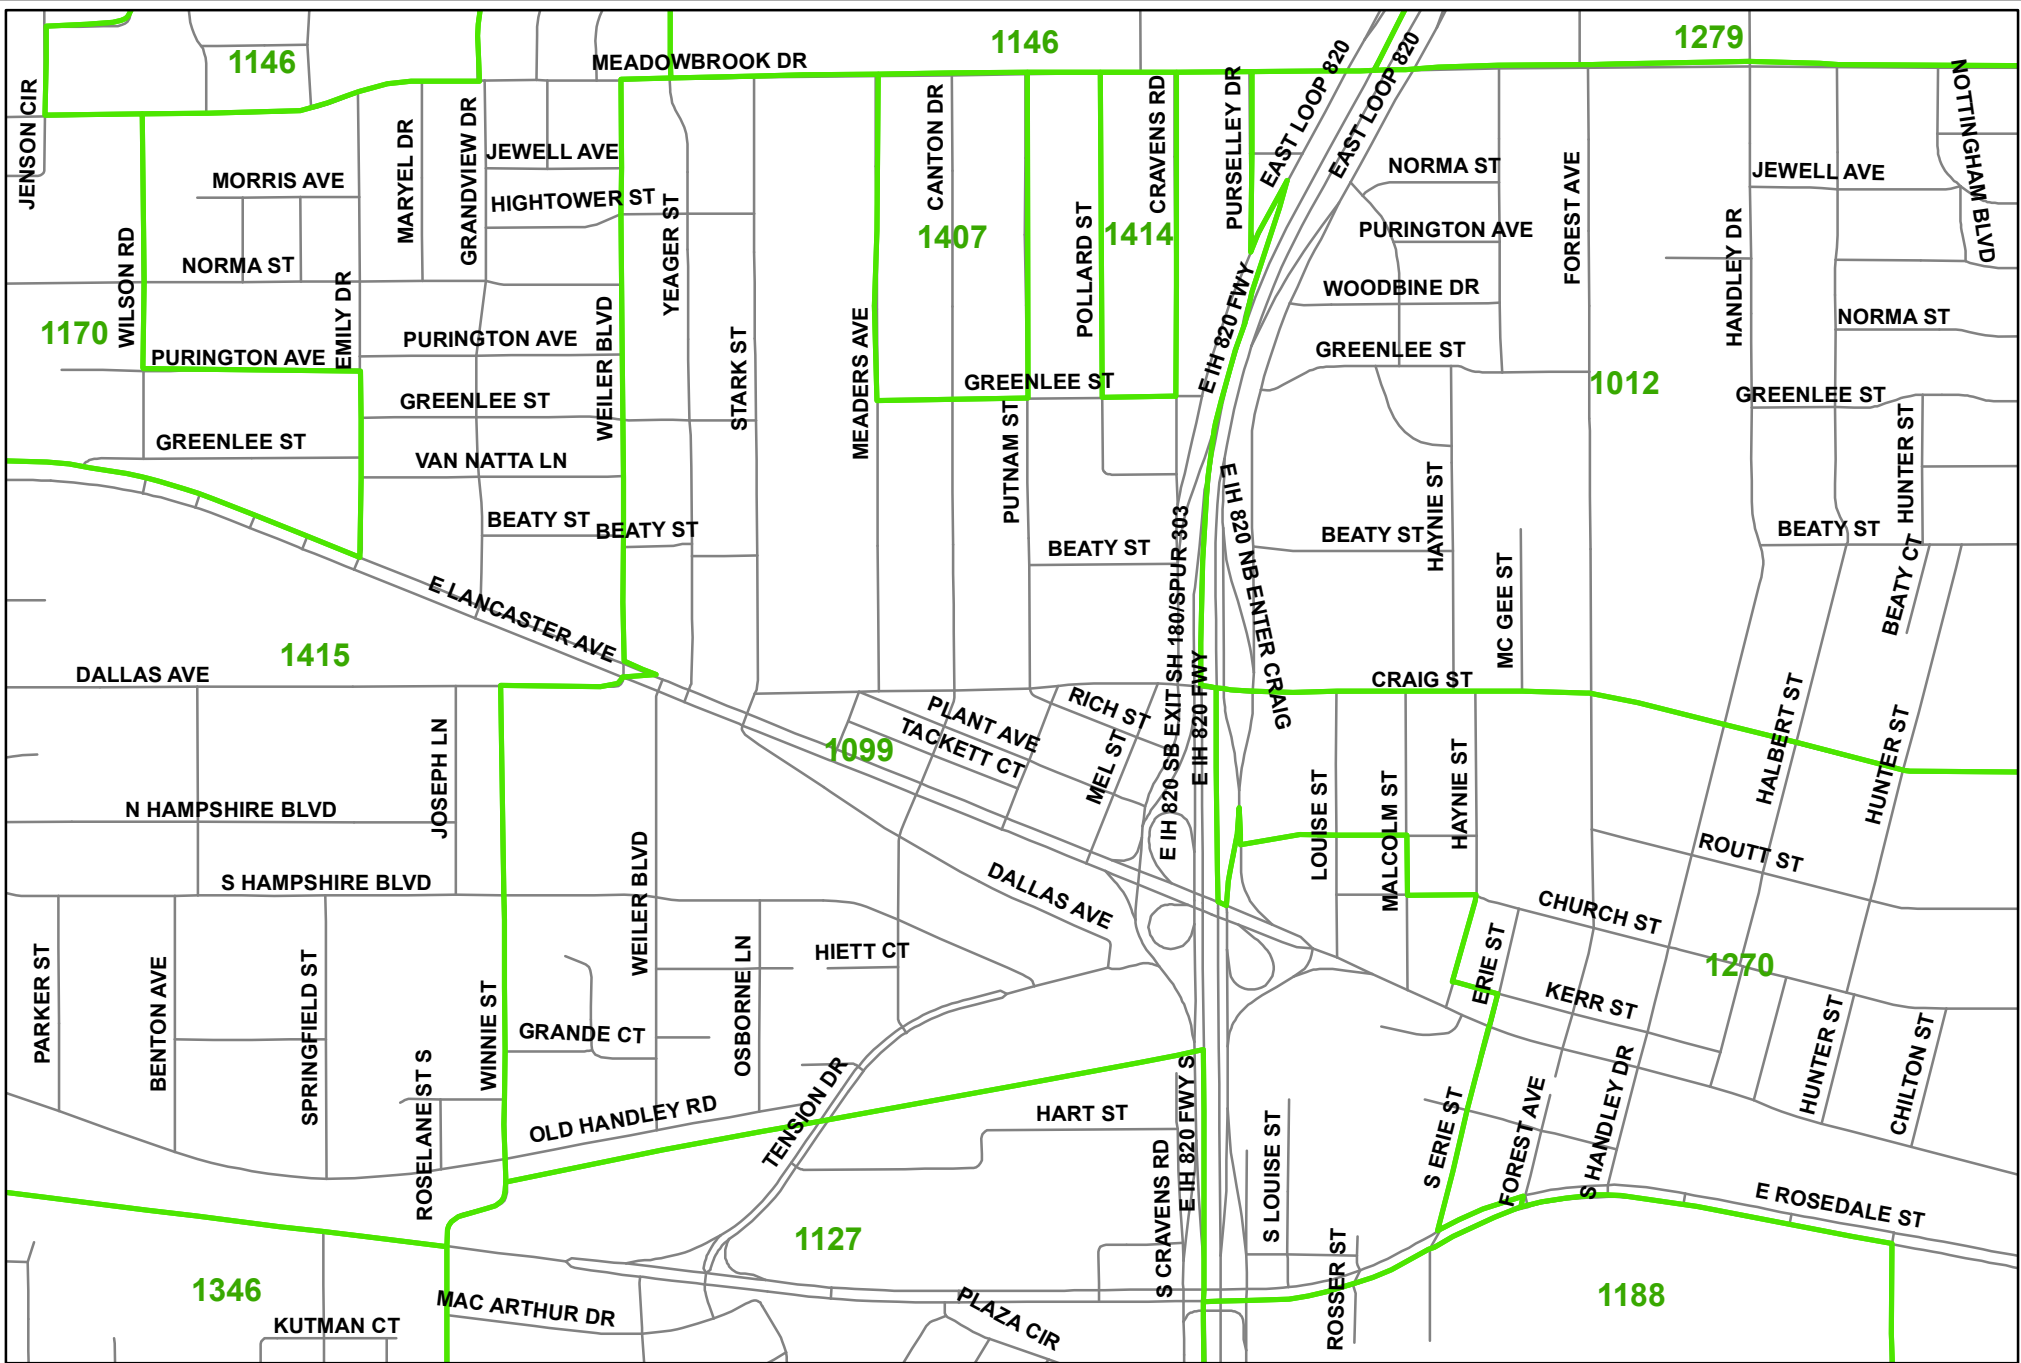 1146
1146
1279
MEADOWBROOK DR
EAST LOOP 820
EAST LOOP 820
JENSON CIR
MARYEL DR
GRANDVIEW DR
JEWELL AVE
CANTON DR
CRAVENS RD
PURSELLEY DR
NORMA ST
FOREST AVE
JEWELL AVE
NOTTINGHAM BLVD
MORRIS AVE
HIGHTOWER ST
YEAGER ST
1407
POLLARD ST
1414
PURINGTON AVE
HANDLEY DR
WILSON RD
NORMA ST
EMILY DR
WEILER BLVD
E IH 820 FWY
WOODBINE DR
NORMA ST
1170
PURINGTON AVE
PURINGTON AVE
STARK ST
MEADERS AVE
GREENLEE ST
GREENLEE ST
1012
GREENLEE ST
GREENLEE ST
GREENLEE ST
VAN NATTA LN
PUTNAM ST
HAYNIE ST
HUNTER ST
BEATY ST
BEATY ST
BEATY ST
BEATY ST
BEATY ST
BEATY CT
E IH 820 SB EXIT SH 180/SPUR 303
E IH 820 NB ENTER CRAIG
MC GEE ST
E LANCASTER AVE
1415
DALLAS AVE
CRAIG ST
E IH 820 FWY
RICH ST
PLANT AVE
TACKETT CT
1099
MEL ST
HALBERT ST
HUNTER ST
JOSEPH LN
N HAMPSHIRE BLVD
LOUISE ST
MALCOLM ST
HAYNIE ST
ROUTT ST
S HAMPSHIRE BLVD
WEILER BLVD
DALLAS AVE
CHURCH ST
PARKER ST
BENTON AVE
SPRINGFIELD ST
WINNIE ST
OSBORNE LN
HIETT CT
ERIE ST
1270
KERR ST
GRANDE CT
HUNTER ST
CHILTON ST
ROSELANE ST S
OLD HANDLEY RD
TENSION DR
HART ST
E IH 820 FWY S
S CRAVENS RD
S LOUISE ST
S ERIE ST
FOREST AVE
S HANDLEY DR
E ROSEDALE ST
1127
ROSSER ST
1346
1188
MAC ARTHUR DR
PLAZA CIR
KUTMAN CT